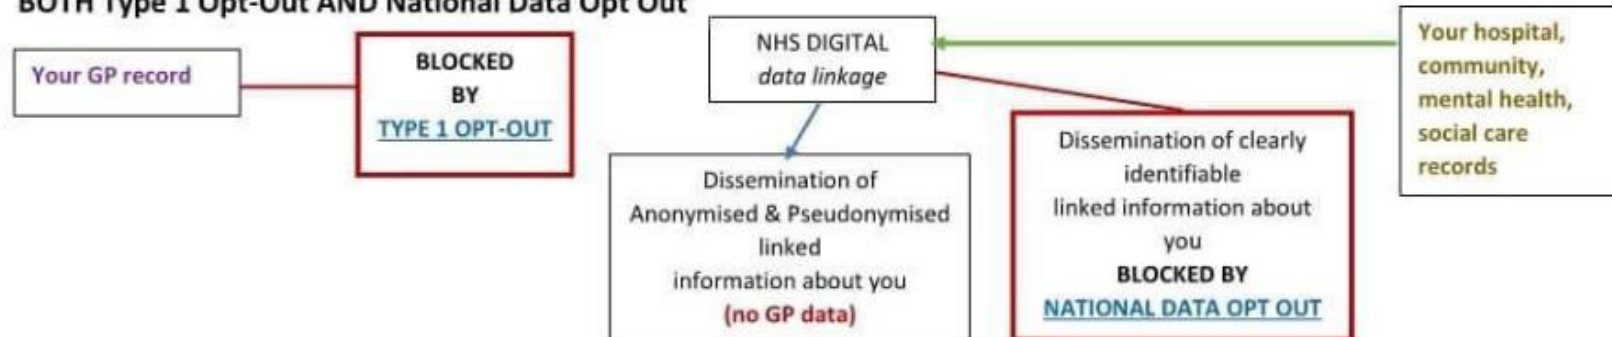 BOTH Type 1 Opt-Out AND National Data Opt Out
Your GP record
BLOCKED
BY
TYPE 1 OPT-OUT
NHS DIGITAL
data linkage
Dissemination of
Anonymised & Pseudonymised
linked
information about you
(no GP data)
Dissemination of clearly
identifiable
linked information about
you
BLOCKED BY
NATIONAL DATA OPT OUT
Your hospital,
community,
mental health,
social care
records